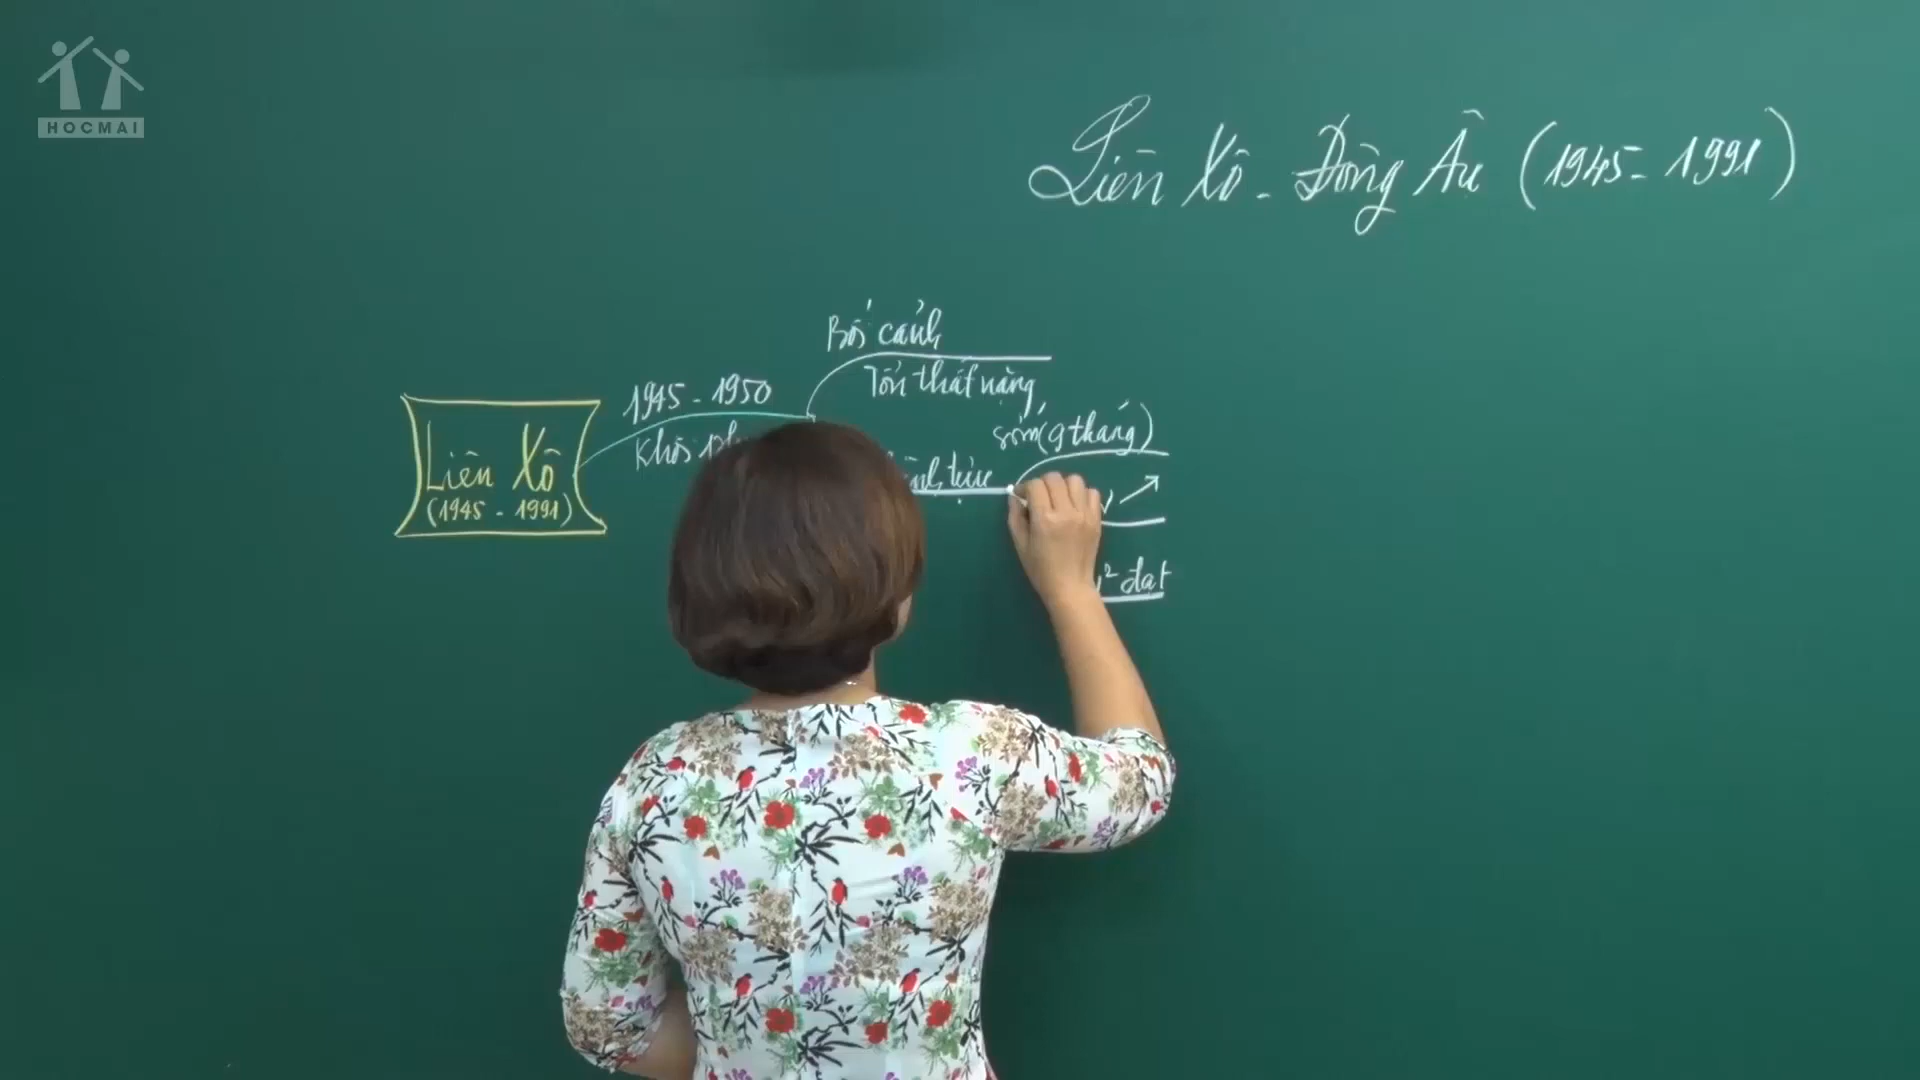 HOCMAI
Liên Xô - Đông Âu (1945 - 1991)
Bối cảnh
Tổn thất nặng
1945 - 1950
Khôi
sớm (9 tháng)
Liên Xô
(1945 - 1991)
đạt